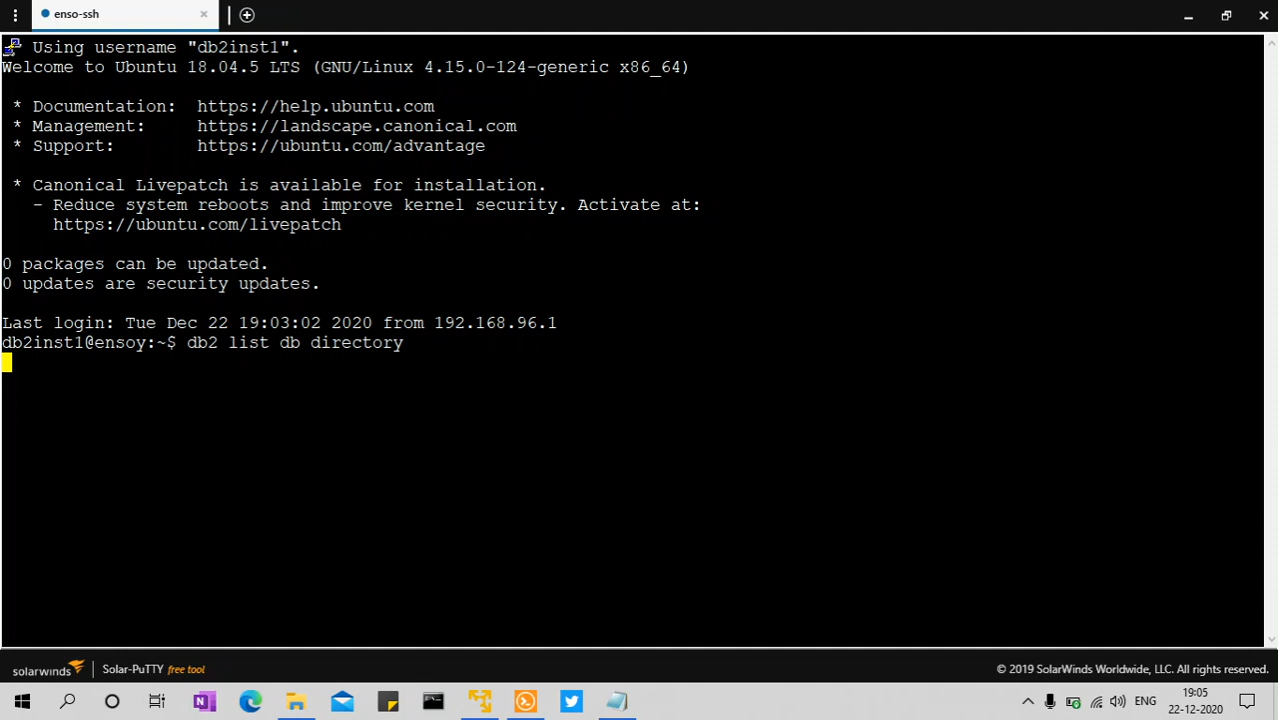 enso-ssh
Using username "db2inst1".
Welcome to Ubuntu 18.04.5 LTS (GNU/Linux 4.15.0-124-generic x86_64)
* Documentation: https://help.ubuntu.com
* Management: https://landscape.canonical.com
* Support: https://ubuntu.com/advantage
* Canonical Livepatch is available for installation.
- Reduce system reboots and improve kernel security. Activate at:
https://ubuntu.com/livepatch
0 packages can be updated.
0 updates are security updates.
Last login: Tue Dec 22 19:03:02 2020 from 192.168.96.1
db2inst1@ensoy:~$ db2 list db directory
solarwinds Solar-PuTTY free tool © 2019 SolarWinds Worldwide, LLC. All rights reserved.
ENG 19:05
22-12-2020